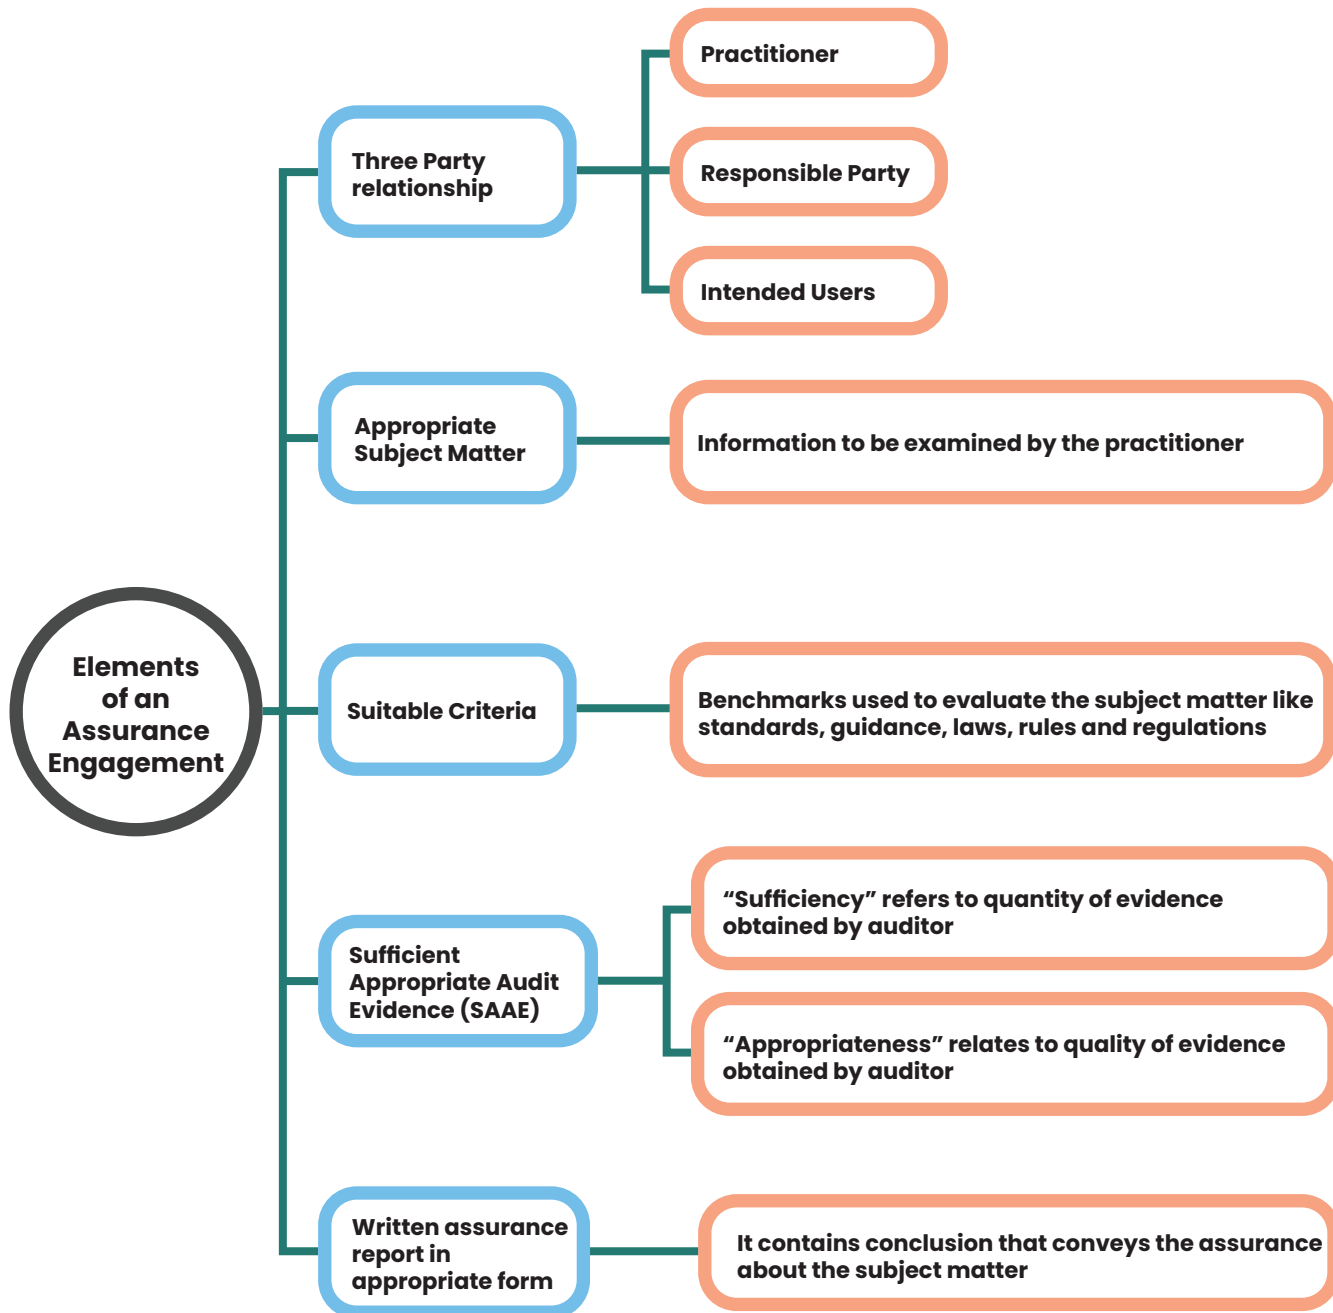 Elements
of an
Assurance
Engagement
Three Party
relationship
Practitioner
Responsible Party
Intended Users
Appropriate
Subject Matter
Information to be examined by the practitioner
Suitable Criteria
Benchmarks used to evaluate the subject matter like
standards, guidance, laws, rules and regulations
Sufficient
Appropriate Audit
Evidence (SAAE)
“Sufficiency” refers to quantity of evidence
obtained by auditor
“Appropriateness” relates to quality of evidence
obtained by auditor
Written assurance
report in
appropriate form
It contains conclusion that conveys the assurance
about the subject matter